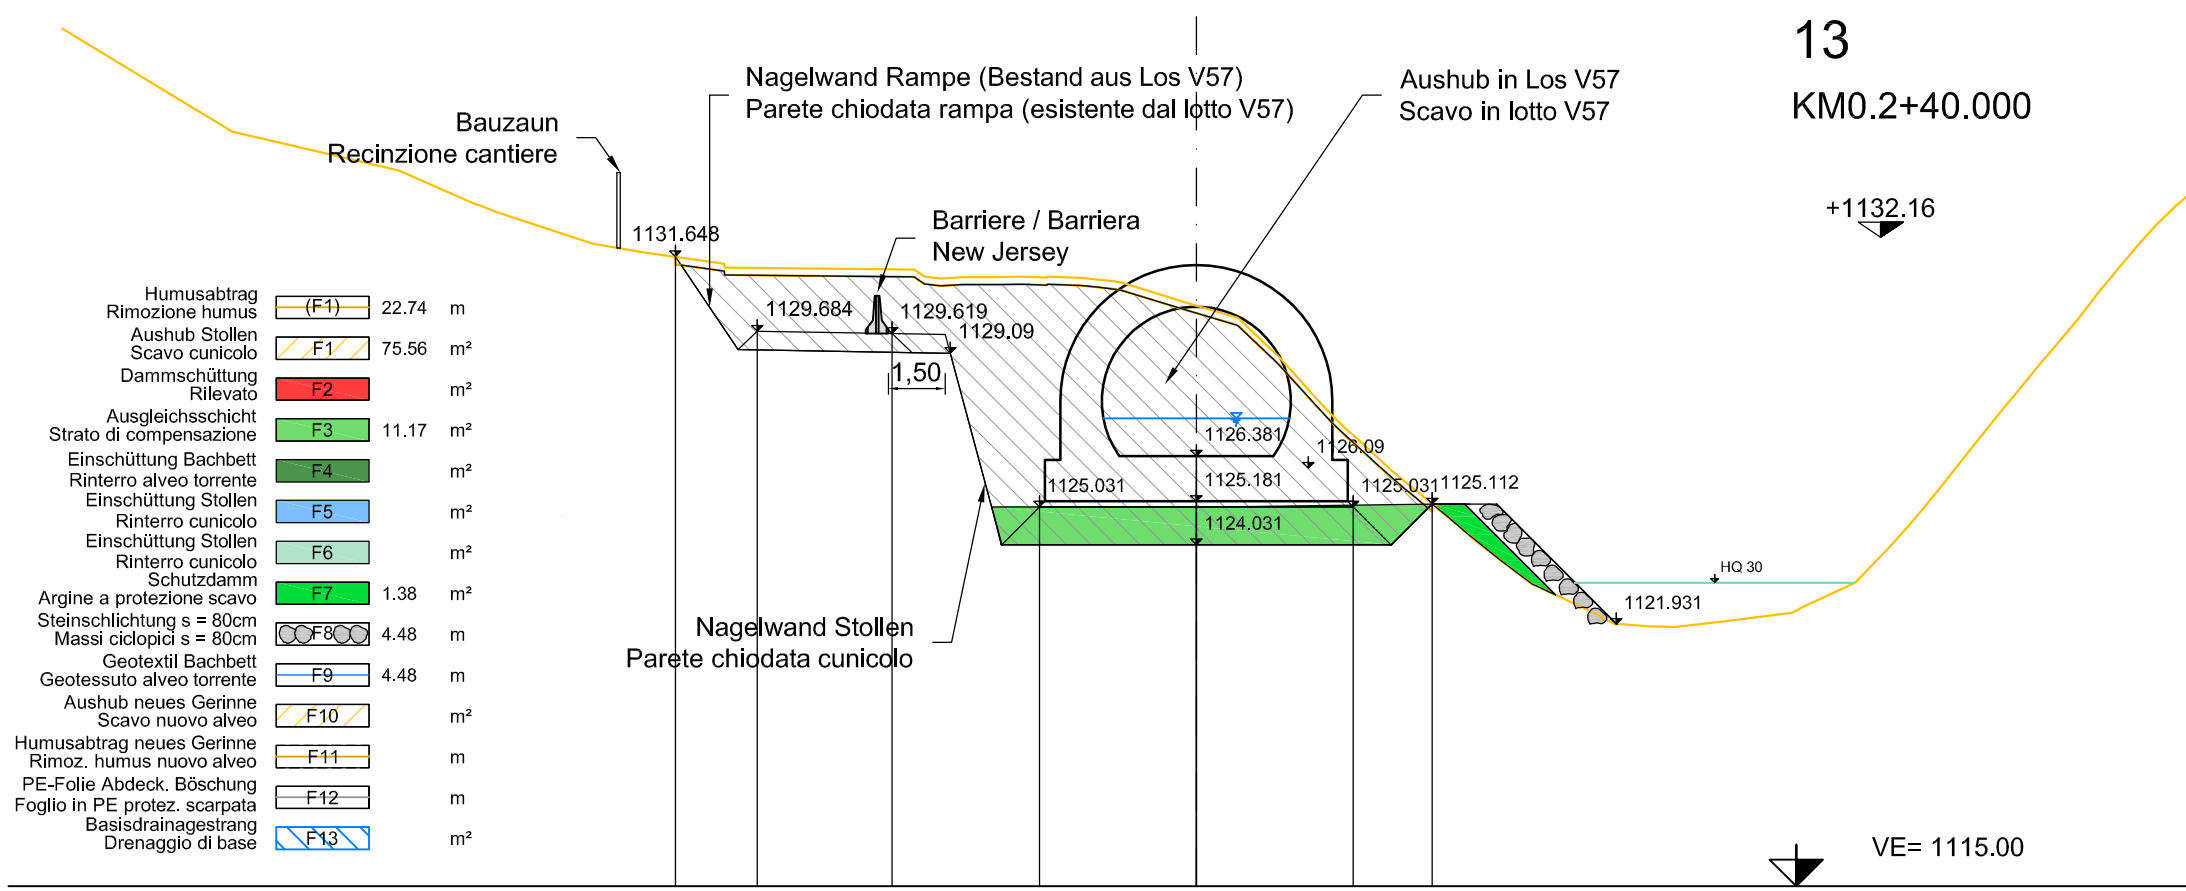 13
KM0.2+40.000
Nagelwand Rampe (Bestand aus Los V57)
Parete chiodata rampa (esistente dal lotto V57)
Aushub in Los V57
Scavo in lotto V57
Bauzaun
Recinzione cantiere
+1132.16
Barriere / Barriera
New Jersey
1131.648
1129.684
1129.619
1129.09
1,50
1126.381
1126.09
1125.181
1125.031
1125.031
1125.112
1124.031
HQ 30
1121.931
Nagelwand Stollen
Parete chiodata cunicolo
VE= 1115.00
Humusabtrag
Rimozione humus
(F1) 22.74 m
Aushub Stollen
Scavo cunicolo
F1 75.56 m²
Dammschüttung
Rilevato
F2 m²
Ausgleichsschicht
Strato di compensazione
F3 11.17 m²
Einschüttung Bachbett
Rinterro alveo torrente
F4 m²
Einschüttung Stollen
Rinterro cunicolo
F5 m²
Einschüttung Stollen
Rinterro cunicolo
F6 m²
Schutzdamm
Argine a protezione scavo
F7 1.38 m²
Steinschlichtung s = 80cm
Massi ciclopici s = 80cm
F8 4.48 m
Geotextil Bachbett
Geotessuto alveo torrente
F9 4.48 m
Aushub neues Gerinne
Scavo nuovo alveo
F10 m²
Humusabtrag neues Gerinne
Rimoz. humus nuovo alveo
F11 m
PE-Folie Abdeck. Böschung
Foglio in PE protez. scarpata
F12 m
Basisdrainagestrang
Drenaggio di base
F13 m²